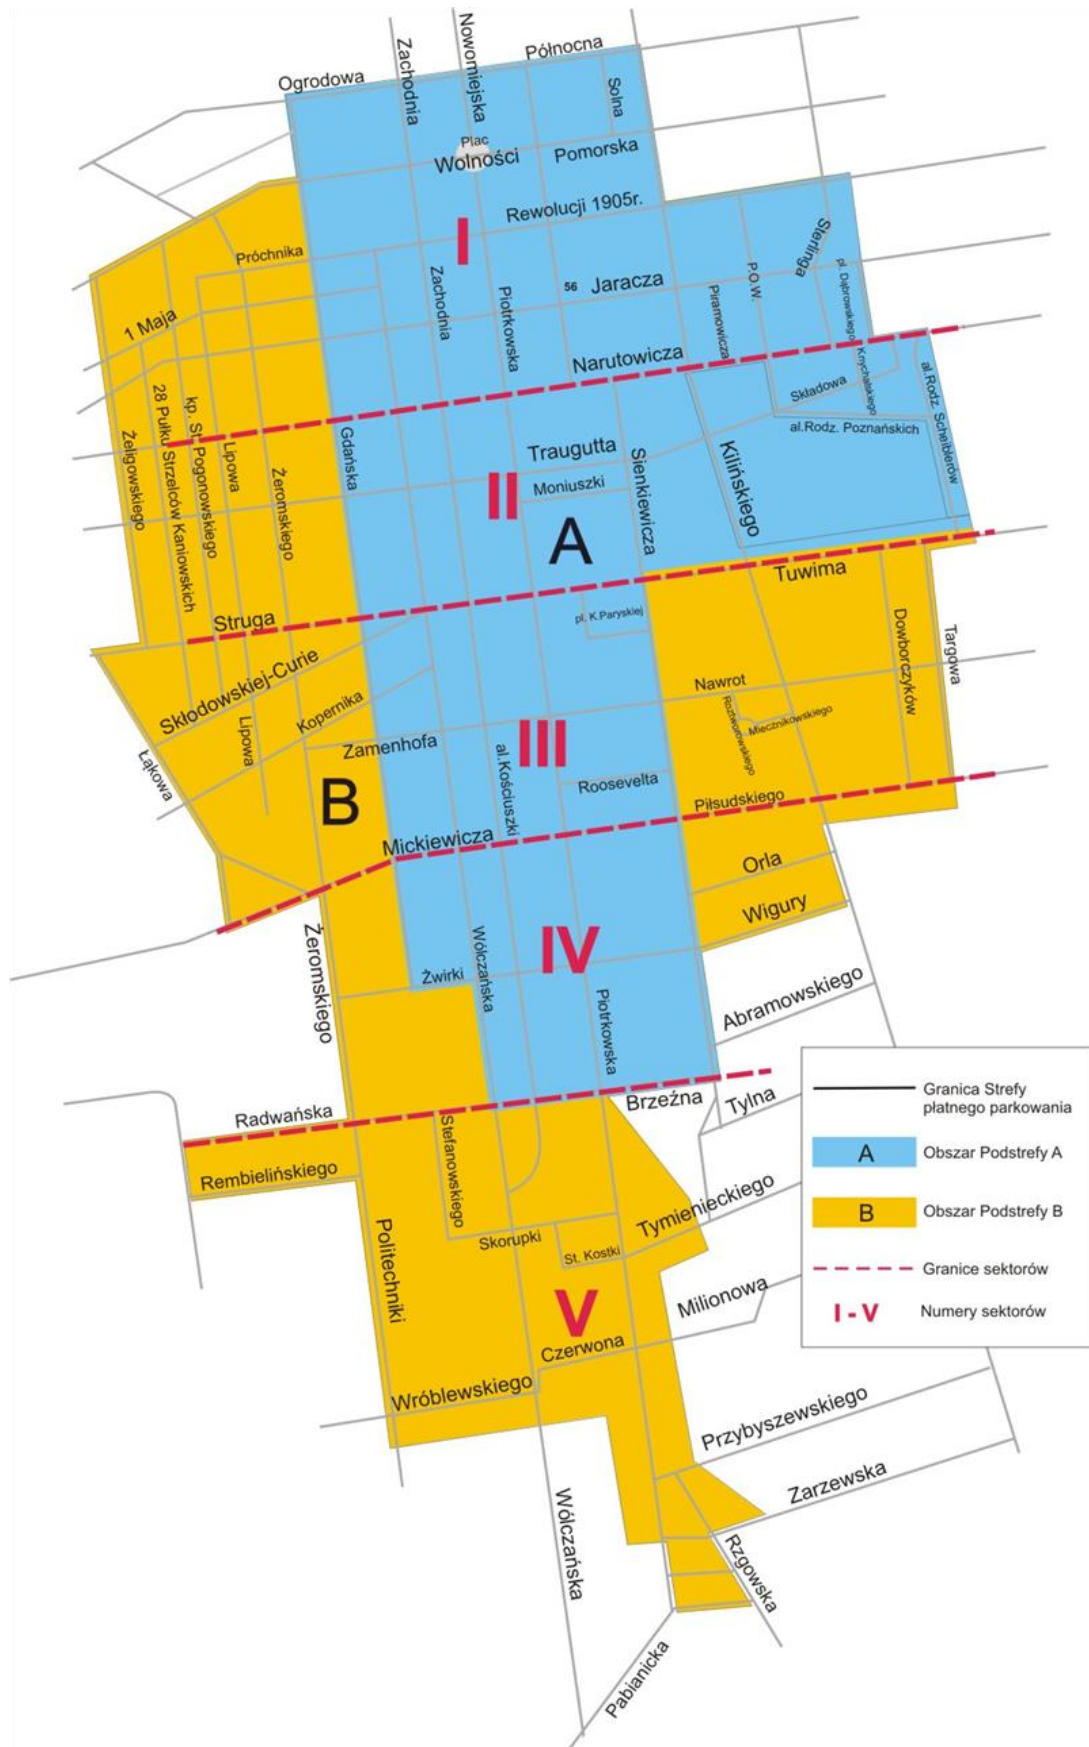 Ogrodowa
Zachodnia
Nowomiejska
Północna
Solna
Plac
Wolności
Pomorska
Rewolucji 1905r.
I
Próchnika
Zachodnia
Piotrkowska
56
Jaracza
Piramowicza
P.O.W.
Sterlinga
pl. Dąbrowskiego
1 Maja
Narutowicza
Knychalskiego
Składowa
al.Rodz. Scheiblerów
al.Rodz. Poznańskich
Żeligowskiego
28 Pułku Strzelców Kaniowskich
kp. St. Pogonowskiego
Lipowa
Żeromskiego
Gdańska
Traugutta
II
Moniuszki
Sienkiewicza
Kilińskiego
A
Struga
Tuwima
pl. K.Paryskiej
Dowborczyków
Targowa
Skłodowskiej-Curie
Kopernika
Lipowa
Łąkowa
Zamenhofa
Nawrot
Roztworowskiego
Miecznikowskiego
III
al.Kościuszki
Roosevelta
B
Mickiewicza
Piłsudskiego
Orla
Wigury
Żeromskiego
Żwirki
Wólczańska
IV
Piotrkowska
Abramowskiego
Radwańska
Brzeźna
Tylna
Rembielińskiego
Stefanowskiego
Politechniki
Skorupki
St. Kostki
Tymienieckiego
V
Milionowa
Czerwona
Wróblewskiego
Przybyszewskiego
Zarzewska
Wólczańska
Rzgowska
Pabianicka
Granica Strefy
płatnego parkowania
A
Obszar Podstrefy A
B
Obszar Podstrefy B
Granice sektorów
I - V
Numery sektorów